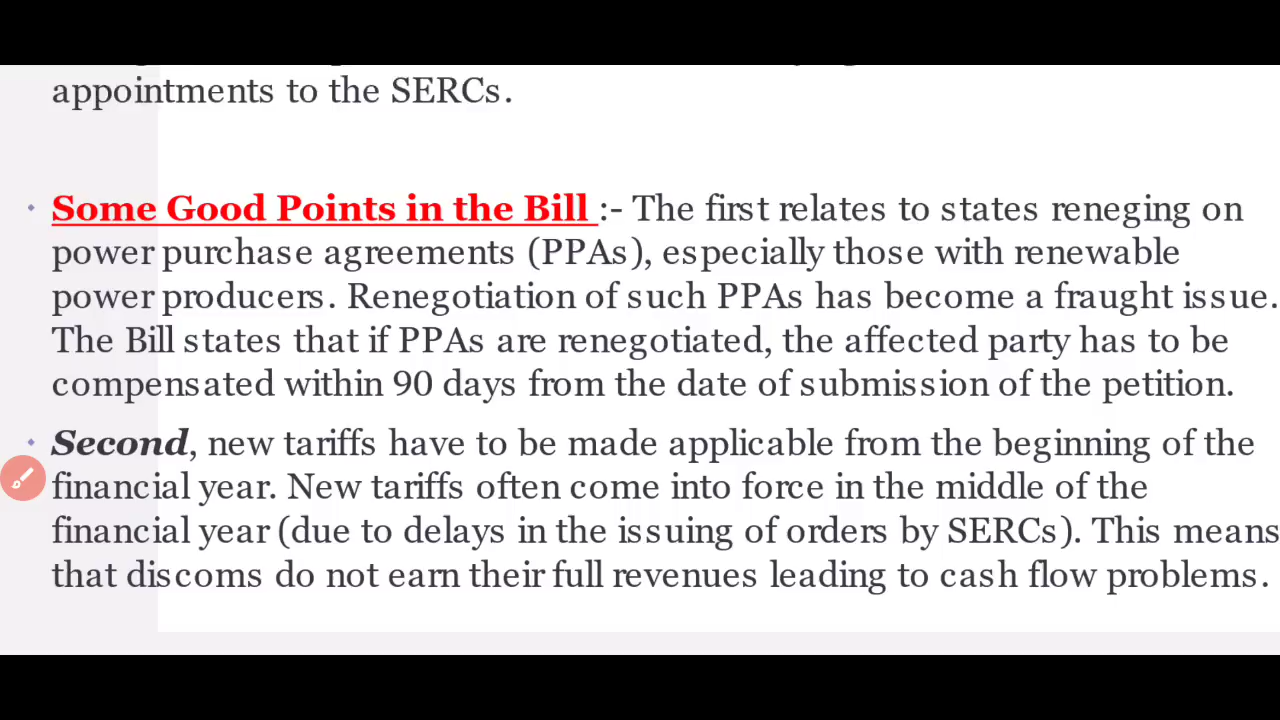 appointments to the SERCs.
Some Good Points in the Bill :- The first relates to states reneging on
power purchase agreements (PPAs), especially those with renewable
power producers. Renegotiation of such PPAs has become a fraught issue.
The Bill states that if PPAs are renegotiated, the affected party has to be
compensated within 90 days from the date of submission of the petition.
Second, new tariffs have to be made applicable from the beginning of the
financial year. New tariffs often come into force in the middle of the
financial year (due to delays in the issuing of orders by SERCs). This means
that discoms do not earn their full revenues leading to cash flow problems.